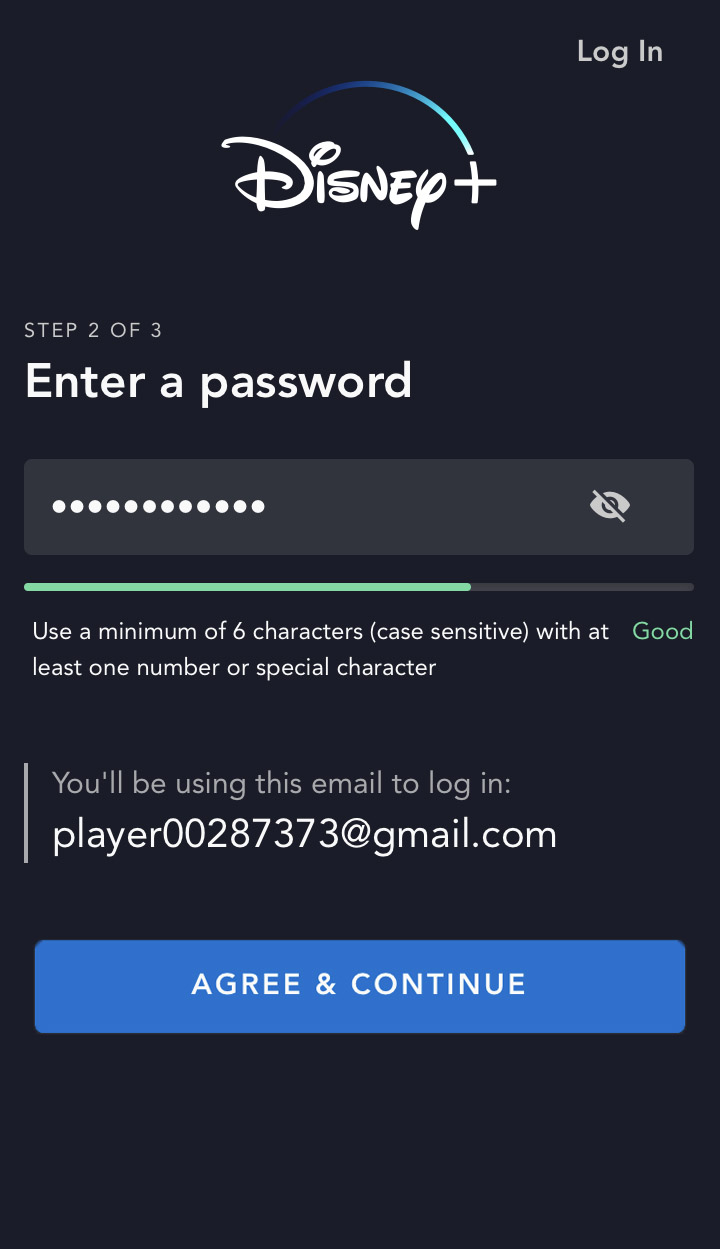 Log In
Disney+
STEP 2 OF 3
Enter a password
••••••••••••
Use a minimum of 6 characters (case sensitive) with at
Good
least one number or special character
You'll be using this email to log in:
player00287373@gmail.com
AGREE & CONTINUE